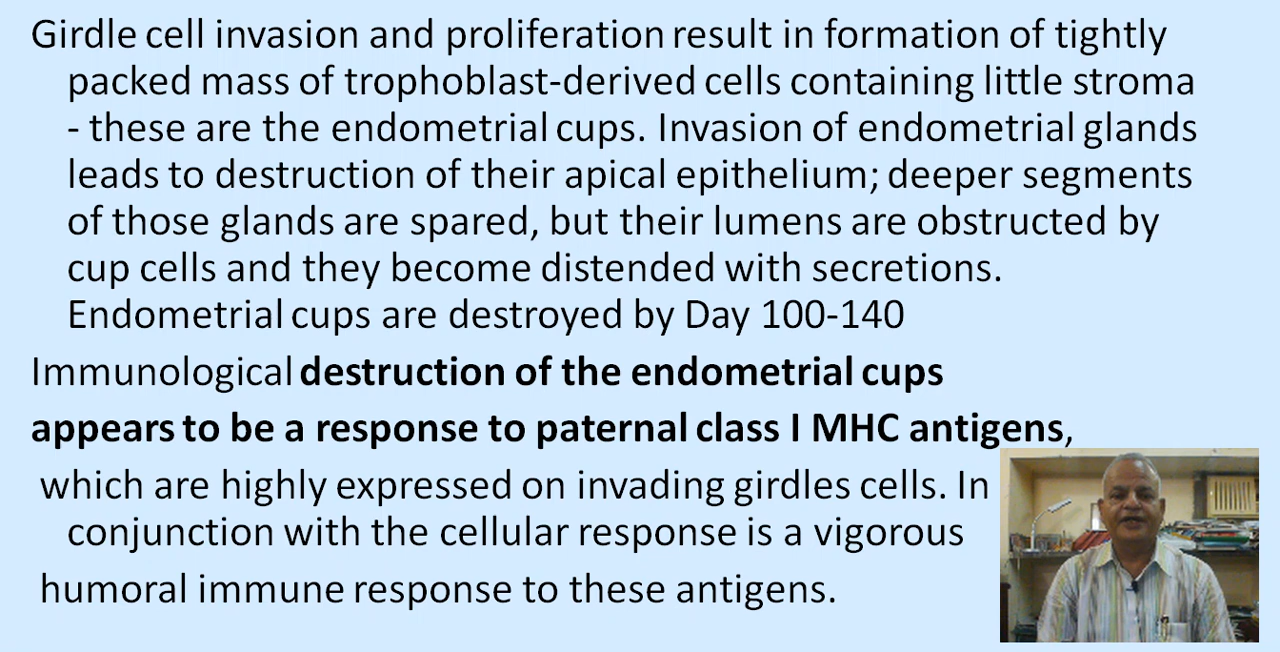 Girdle cell invasion and proliferation result in formation of tightly
packed mass of trophoblast-derived cells containing little stroma
- these are the endometrial cups. Invasion of endometrial glands
leads to destruction of their apical epithelium; deeper segments
of those glands are spared, but their lumens are obstructed by
cup cells and they become distended with secretions.
Endometrial cups are destroyed by Day 100-140
Immunological destruction of the endometrial cups
appears to be a response to paternal class I MHC antigens,
which are highly expressed on invading girdles cells. In
conjunction with the cellular response is a vigorous
humoral immune response to these antigens.